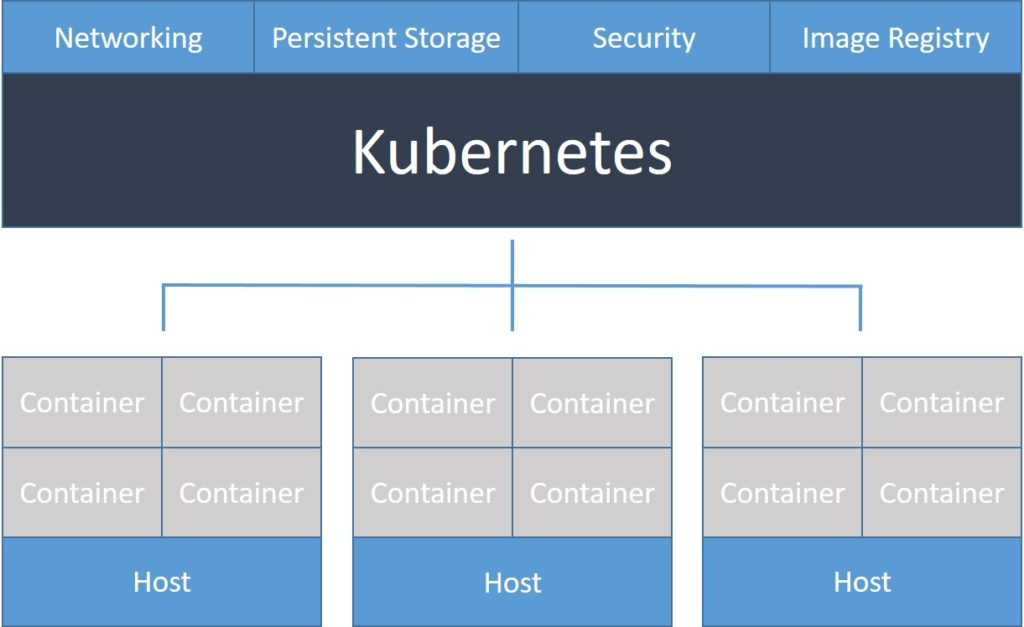 Networking Persistent Storage Security Image Registry
Kubernetes
Container Container Container Container Container Container
Container Container Container Container Container Container
Host Host Host